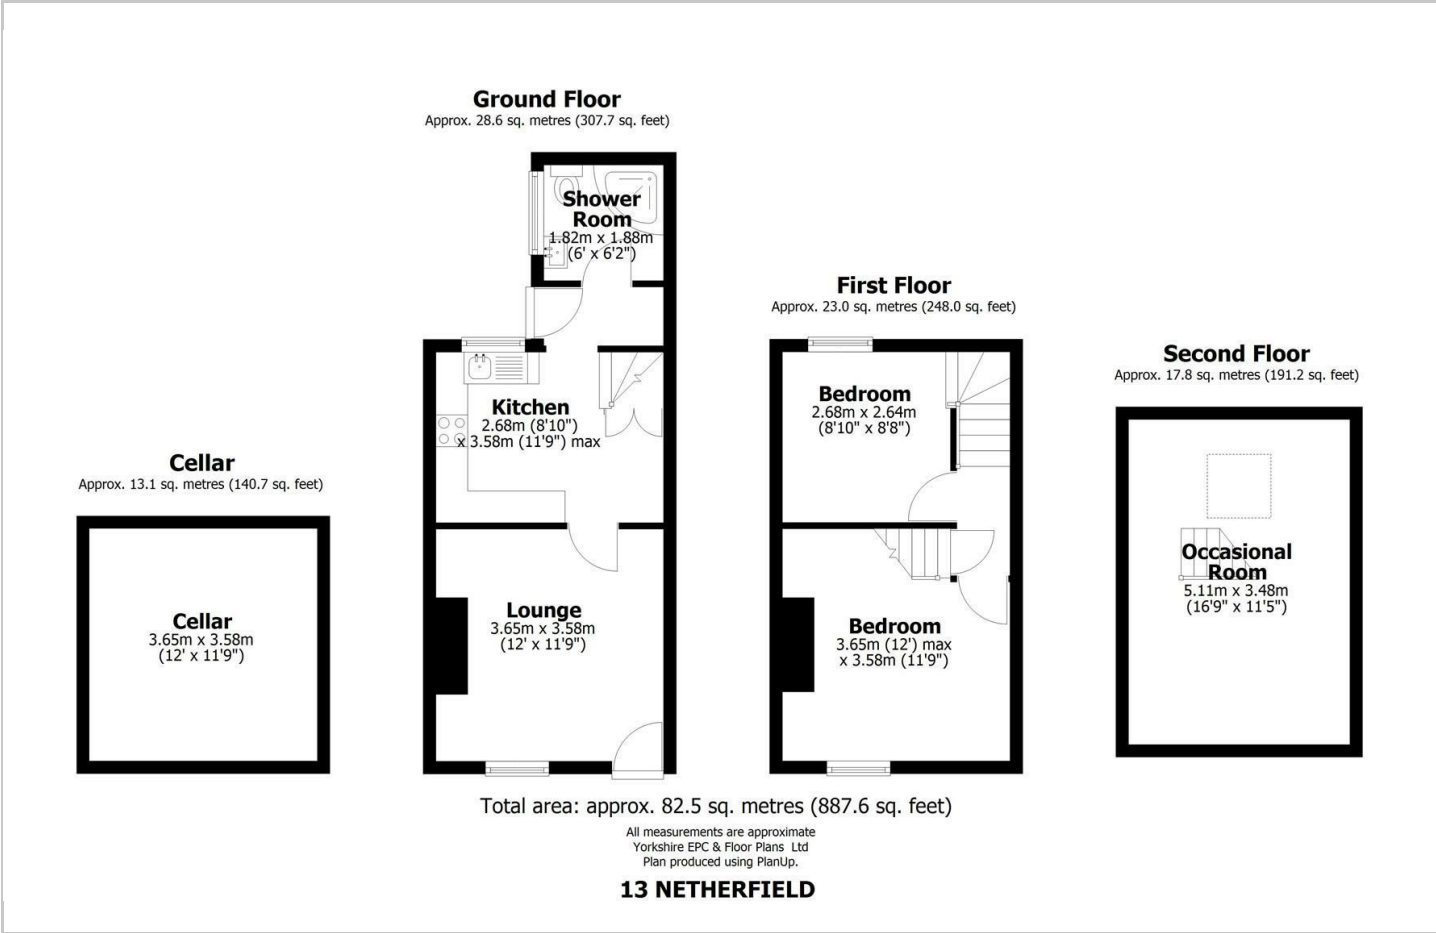 Ground Floor
Approx. 28.6 sq. metres (307.7 sq. feet)
Shower
Room
1.82m x 1.88m
(6' x 6'2")
Kitchen
2.68m (8'10")
x 3.58m (11'9") max
Lounge
3.65m x 3.58m
(12' x 11'9")
First Floor
Approx. 23.0 sq. metres (248.0 sq. feet)
Bedroom
2.68m x 2.64m
(8'10" x 8'8")
Bedroom
3.65m (12') max
x 3.58m (11'9")
Second Floor
Approx. 17.8 sq. metres (191.2 sq. feet)
Occasional
Room
5.11m x 3.48m
(16'9" x 11'5")
Cellar
Approx. 13.1 sq. metres (140.7 sq. feet)
Cellar
3.65m x 3.58m
(12' x 11'9")
Total area: approx. 82.5 sq. metres (887.6 sq. feet)
All measurements are approximate
Yorkshire EPC & Floor Plans Ltd
Plan produced using PlanUp.
13 NETHERFIELD